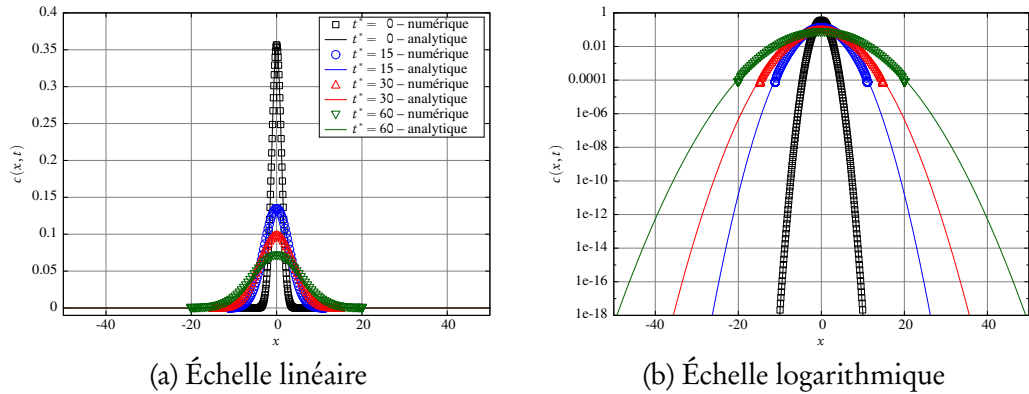 0.4
0.35
0.3
0.25
0.2
0.15
0.1
0.05
0
c(x, t)
-40 -20 0 20 40
x
t* = 0 – numérique
t* = 0 – analytique
t* = 15 – numérique
t* = 15 – analytique
t* = 30 – numérique
t* = 30 – analytique
t* = 60 – numérique
t* = 60 – analytique
(a) Échelle linéaire
1
0.01
0.0001
1e-06
1e-08
1e-10
1e-12
1e-14
1e-16
1e-18
c(x, t)
-40 -20 0 20 40
x
(b) Échelle logarithmique